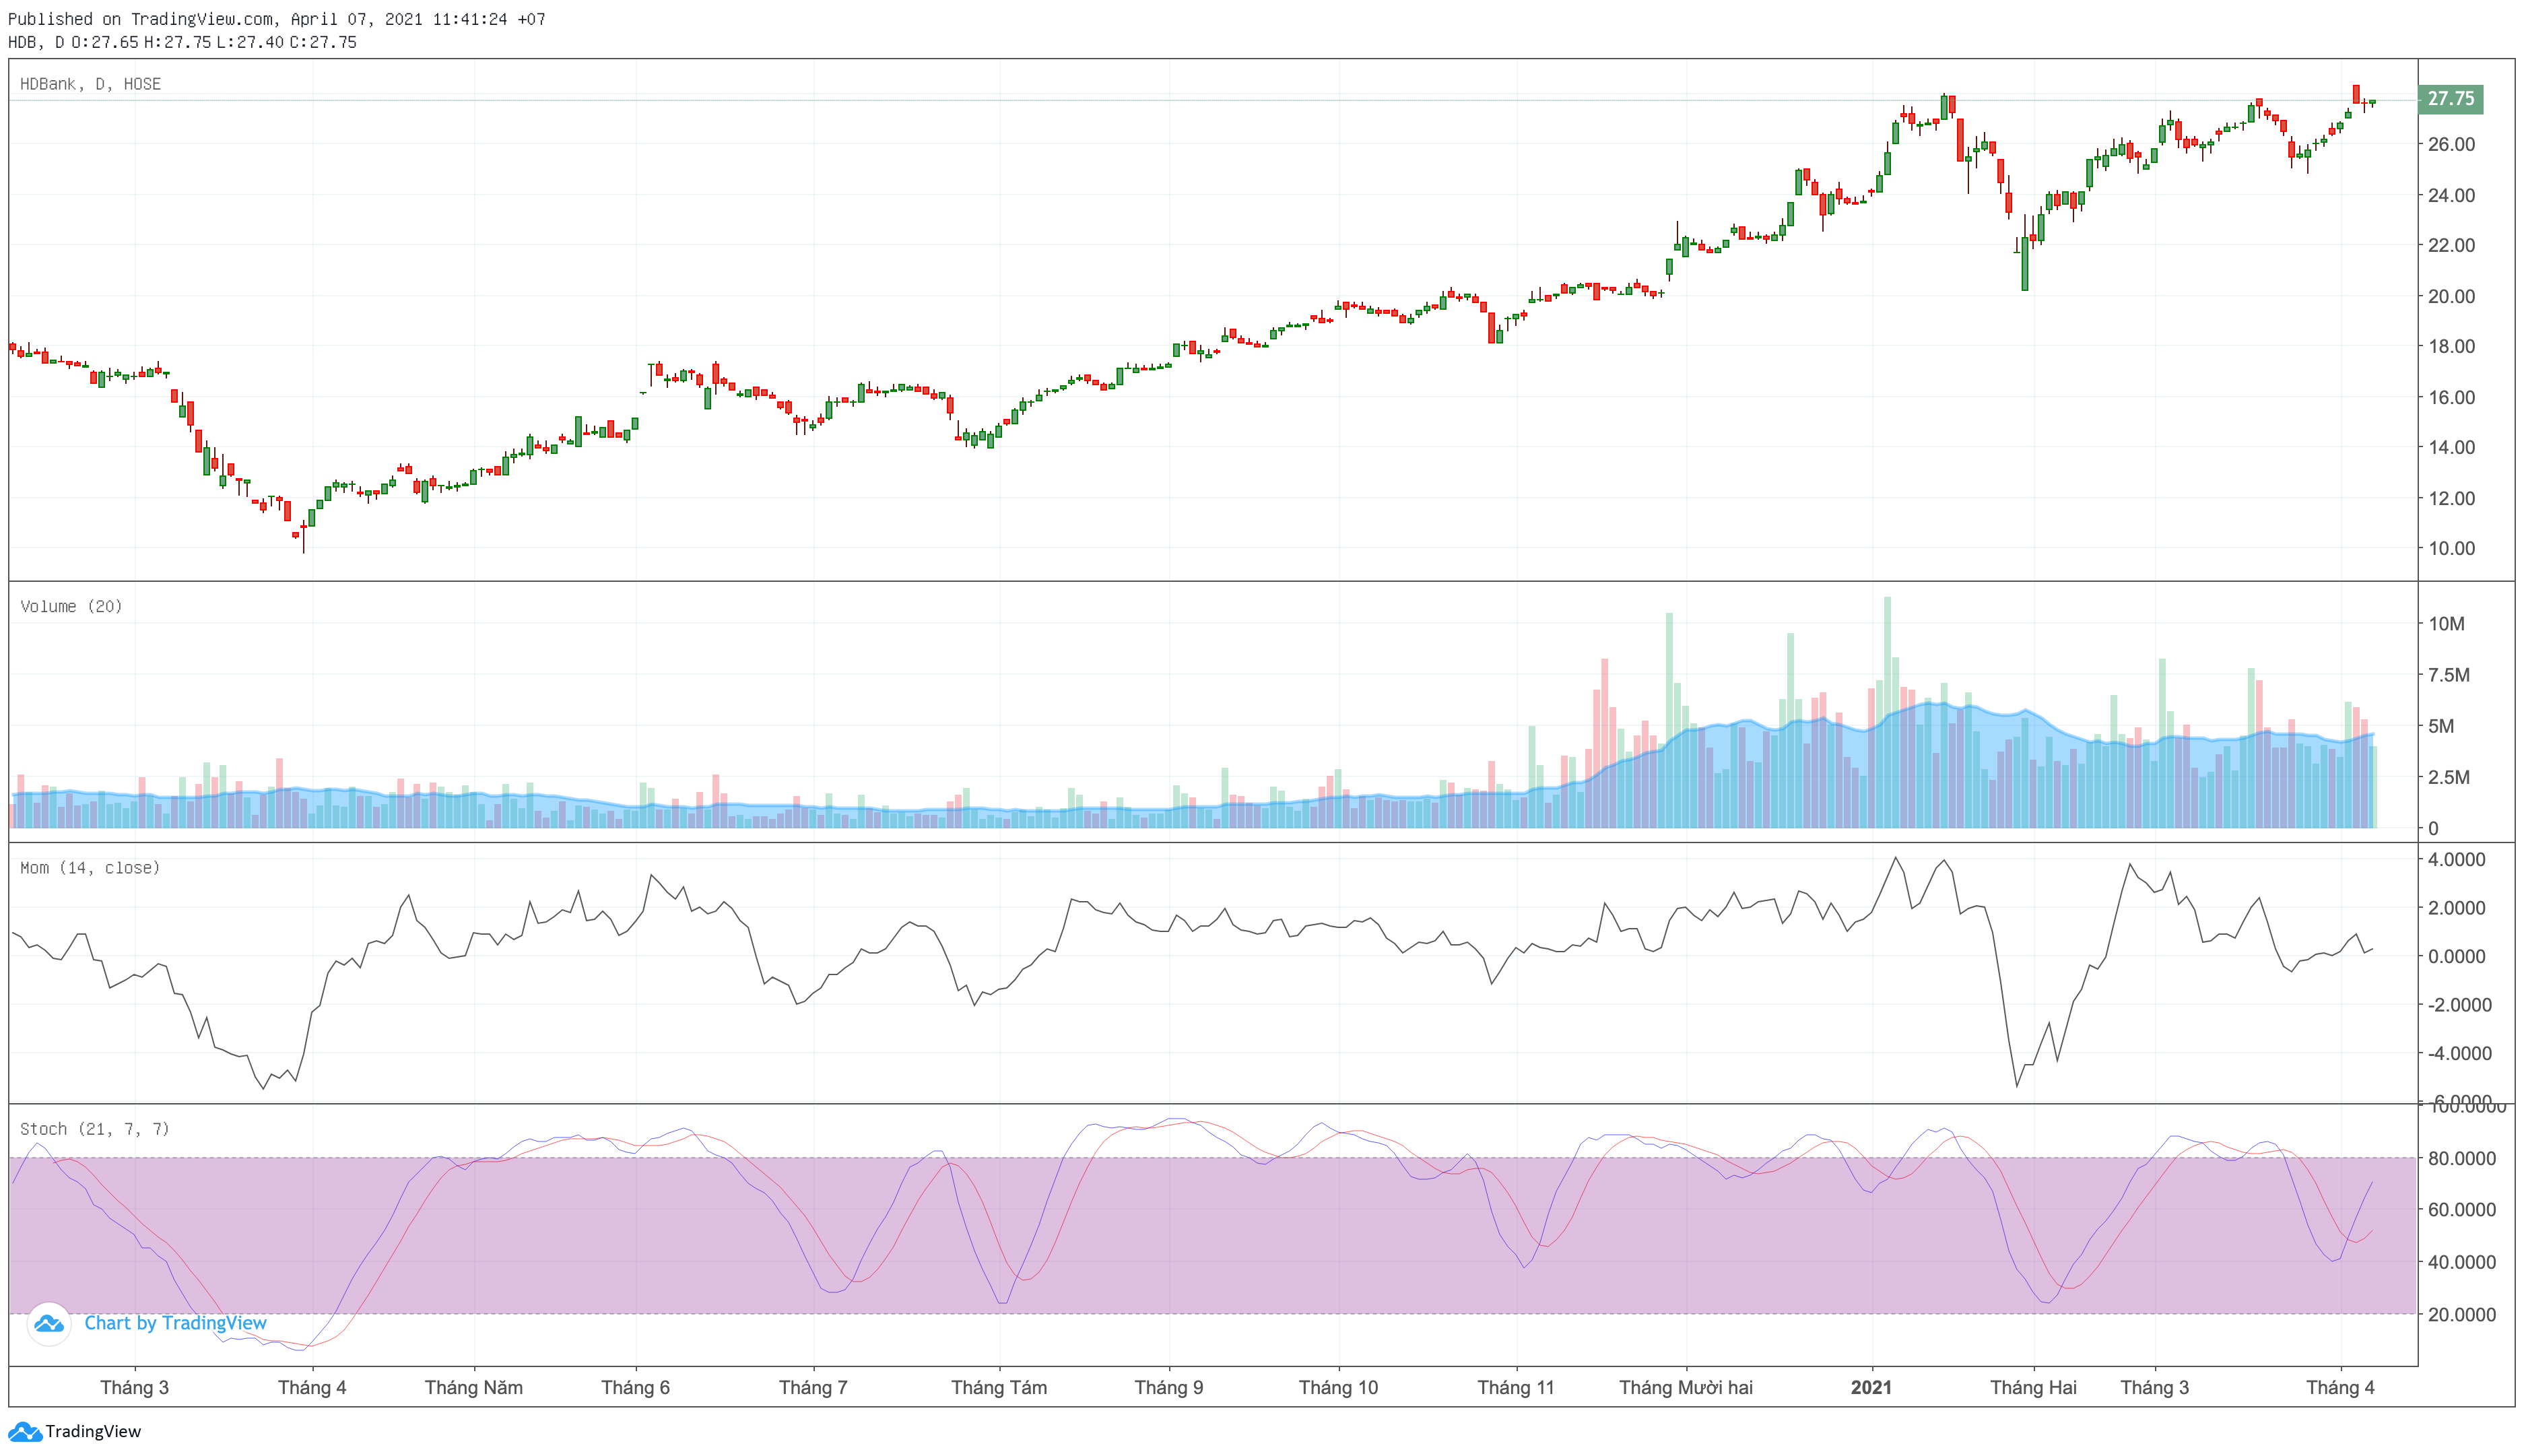 Published on TradingView.com, April 07, 2021 11:41:24 +07
HDB, D O:27.65 H:27.75 L:27.40 C:27.75
HDBank, D, HOSE
27.75
26.00
24.00
22.00
20.00
18.00
16.00
14.00
12.00
10.00
Volume (20)
10M
7.5M
5M
2.5M
0
Mom (14, close)
4.0000
2.0000
0.0000
-2.0000
-4.0000
-6.0000
Stoch (21, 7, 7)
100.0000
80.0000
60.0000
40.0000
20.0000
Chart by TradingView
Tháng 3 Tháng 4 Tháng Năm Tháng 6 Tháng 7 Tháng Tám Tháng 9 Tháng 10 Tháng 11 Tháng Mười hai 2021 Tháng Hai Tháng 3 Tháng 4
TradingView